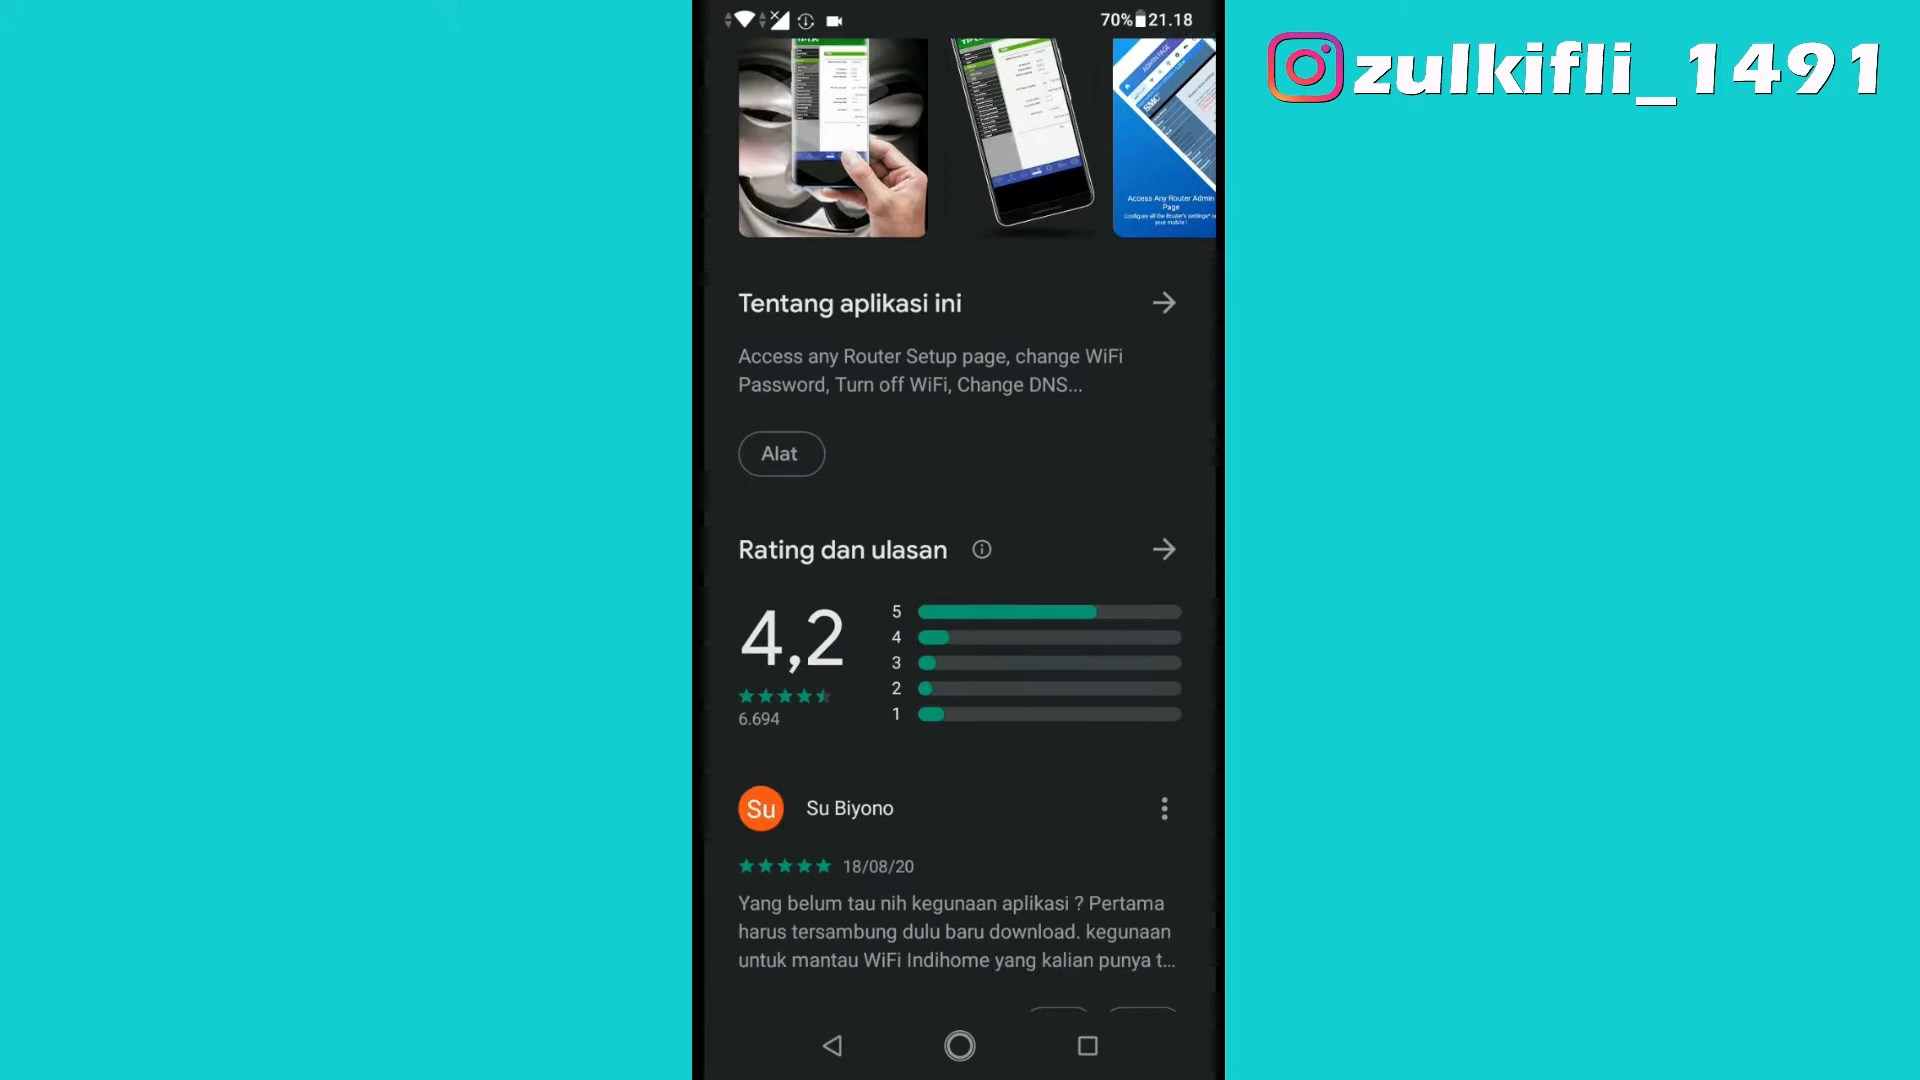 70% 21.18
zulkifli_1491
ADMIN PAGE
SMC
Access Any Router Admin
Page
Tentang aplikasi ini
Access any Router Setup page, change WiFi
Password, Turn off WiFi, Change DNS...
Alat
Rating dan ulasan
4,2
5
4
3
2
1
6.694
Su
Su Biyono
18/08/20
Yang belum tau nih kegunaan aplikasi ? Pertama
harus tersambung dulu baru download. kegunaan
untuk mantau WiFi Indihome yang kalian punya t...